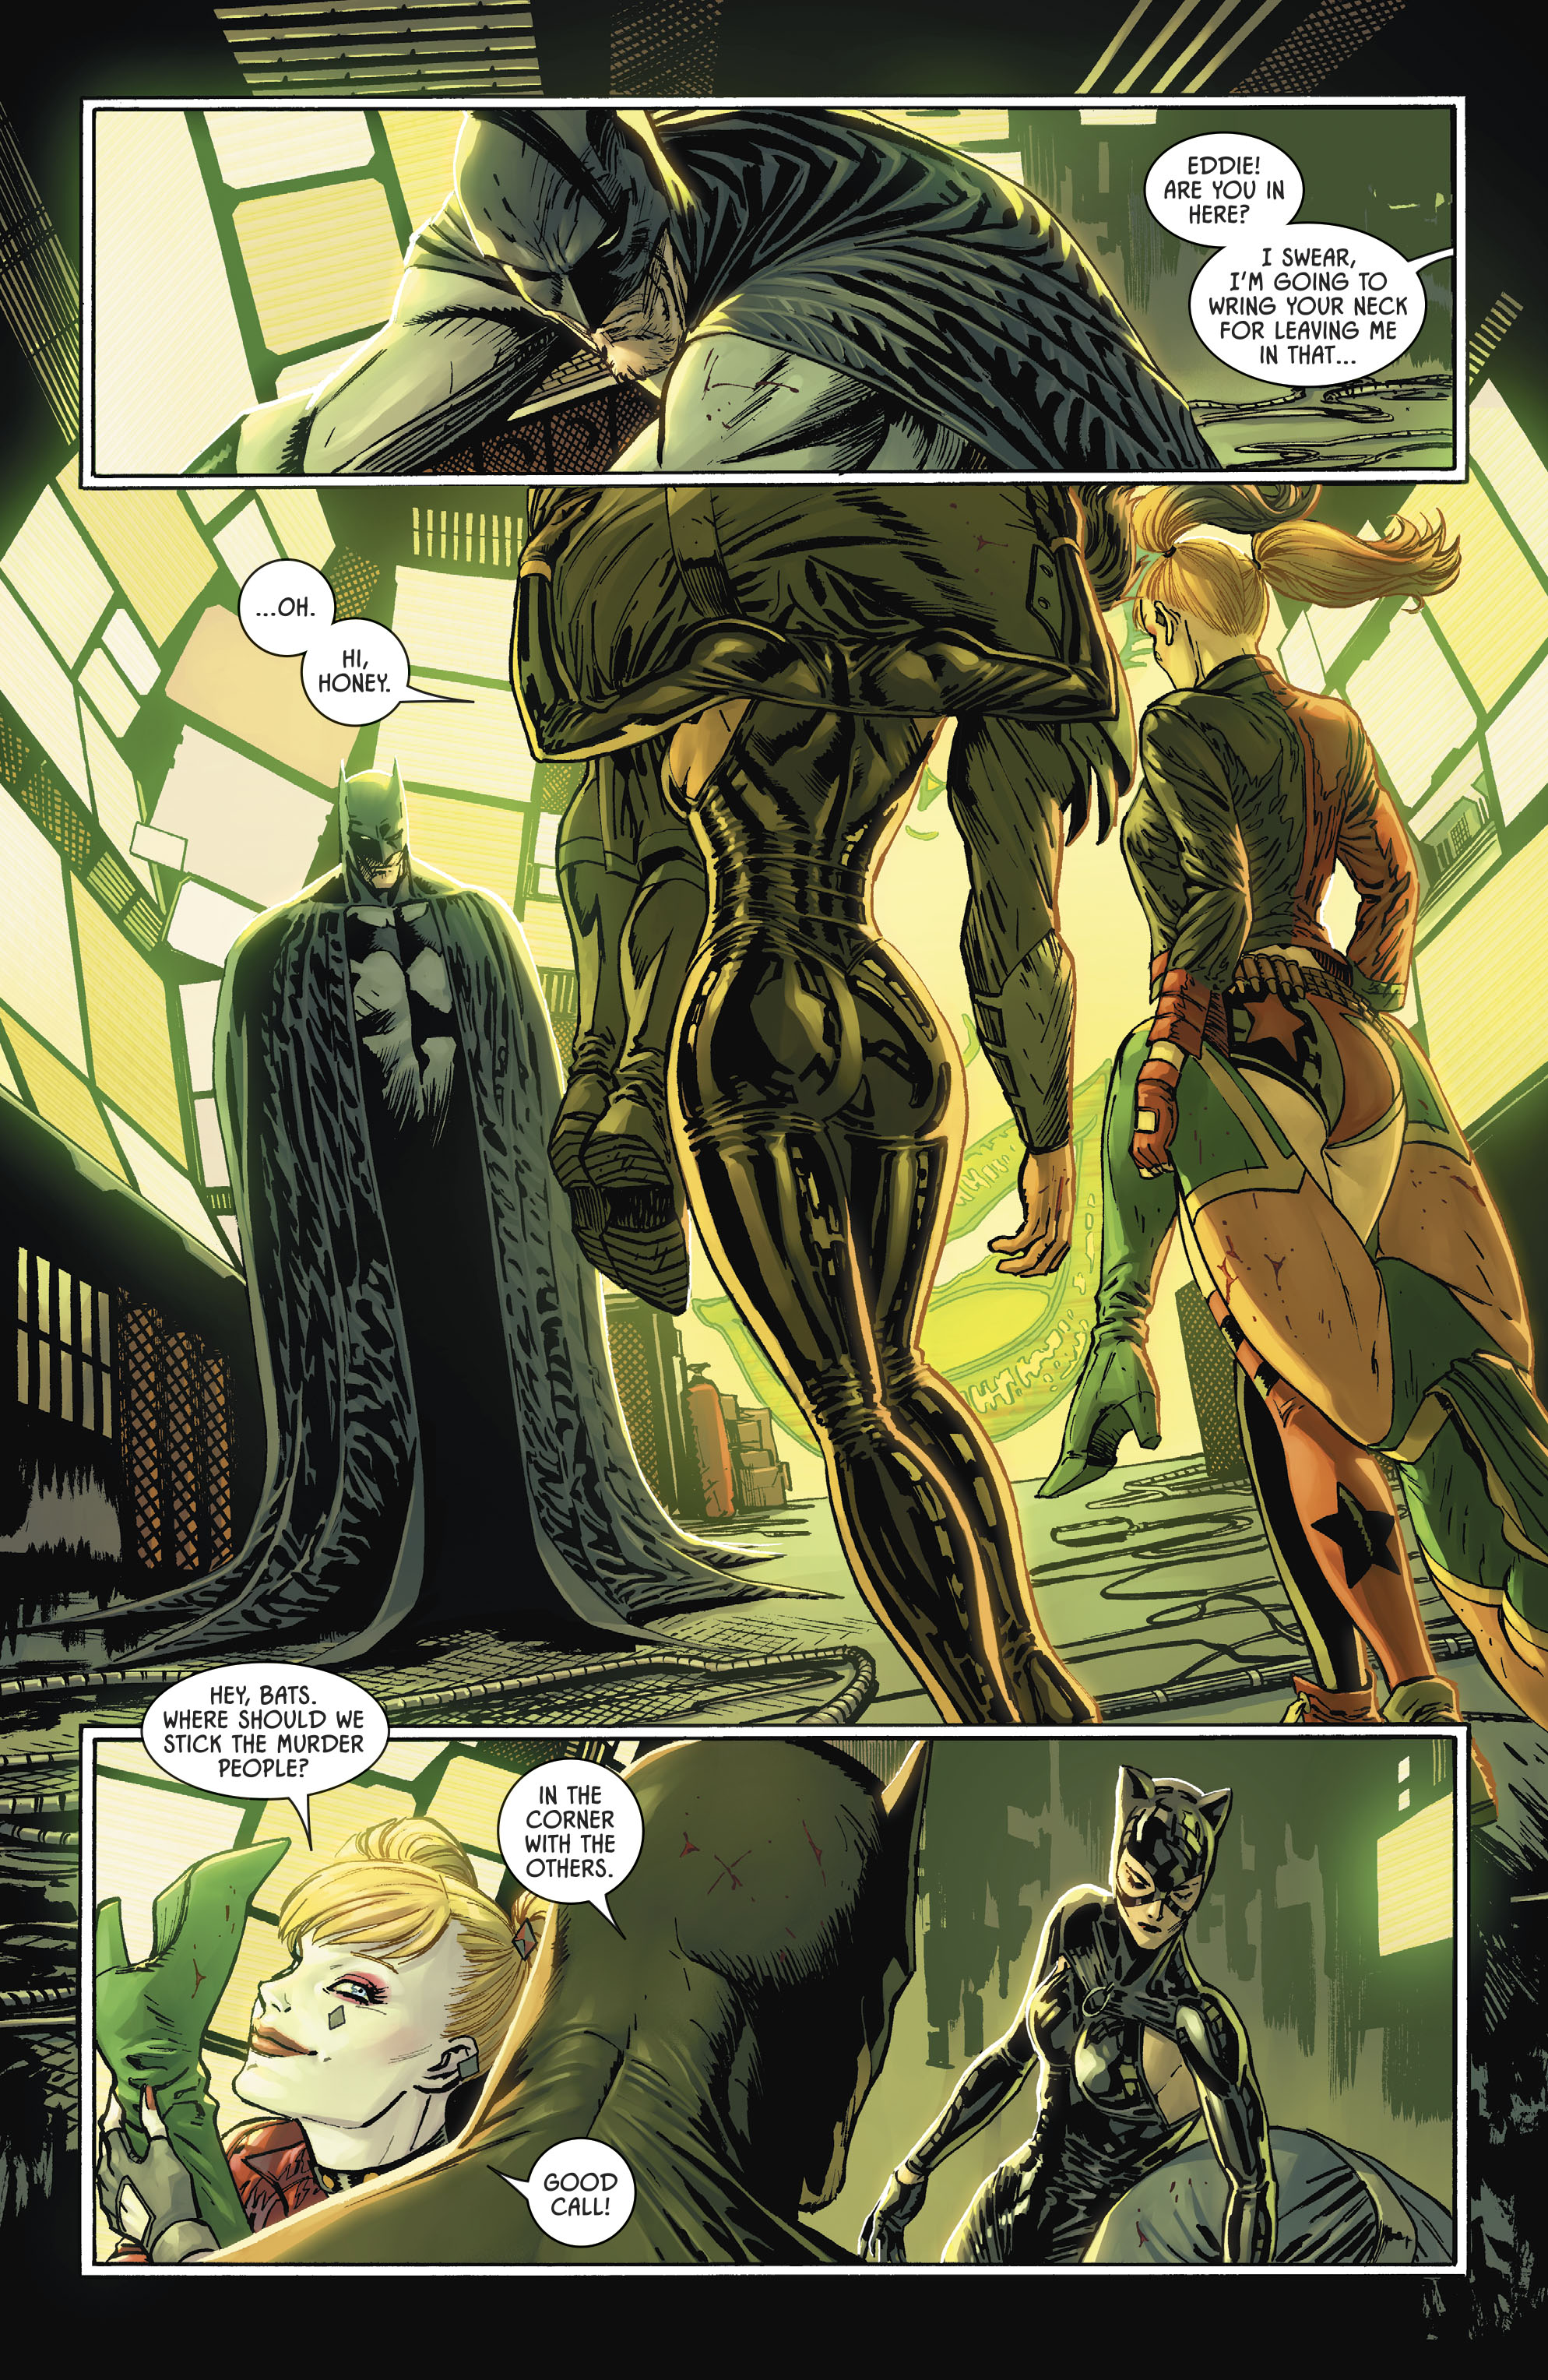 EDDIE!
ARE YOU IN
HERE?
I SWEAR,
I'M GOING TO
WRING YOUR NECK
FOR LEAVING ME
IN THAT...
...OH.
HI,
HONEY.
HEY, BATS.
WHERE SHOULD WE
STICK THE MURDER
PEOPLE?
IN THE
CORNER
WITH THE
OTHERS.
GOOD
CALL!